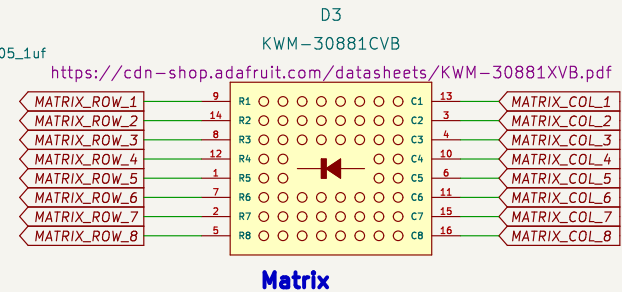 D3
KWM-30881CVB
05_1uf
https://cdn-shop.adafruit.com/datasheets/KWM-30881XVB.pdf
MATRIX_ROW_1 9 R1 C1 13 MATRIX_COL_1
MATRIX_ROW_2 14 R2 C2 3 MATRIX_COL_2
MATRIX_ROW_3 8 R3 C3 4 MATRIX_COL_3
MATRIX_ROW_4 12 R4 C4 10 MATRIX_COL_4
MATRIX_ROW_5 1 R5 C5 6 MATRIX_COL_5
MATRIX_ROW_6 7 R6 C6 11 MATRIX_COL_6
MATRIX_ROW_7 2 R7 C7 15 MATRIX_COL_7
MATRIX_ROW_8 5 R8 C8 16 MATRIX_COL_8
Matrix